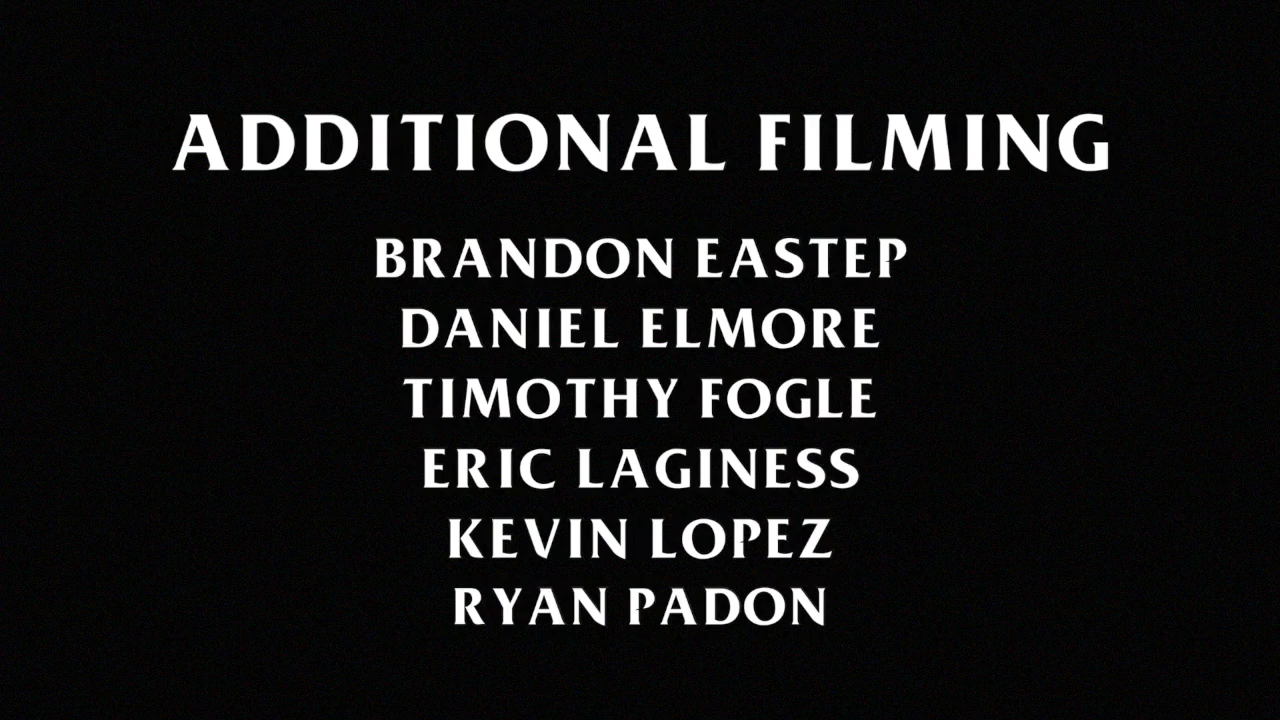 ADDITIONAL FILMING
BRANDON EASTEP
DANIEL ELMORE
TIMOTHY FOGLE
ERIC LAGINESS
KEVIN LOPEZ
RYAN PADON